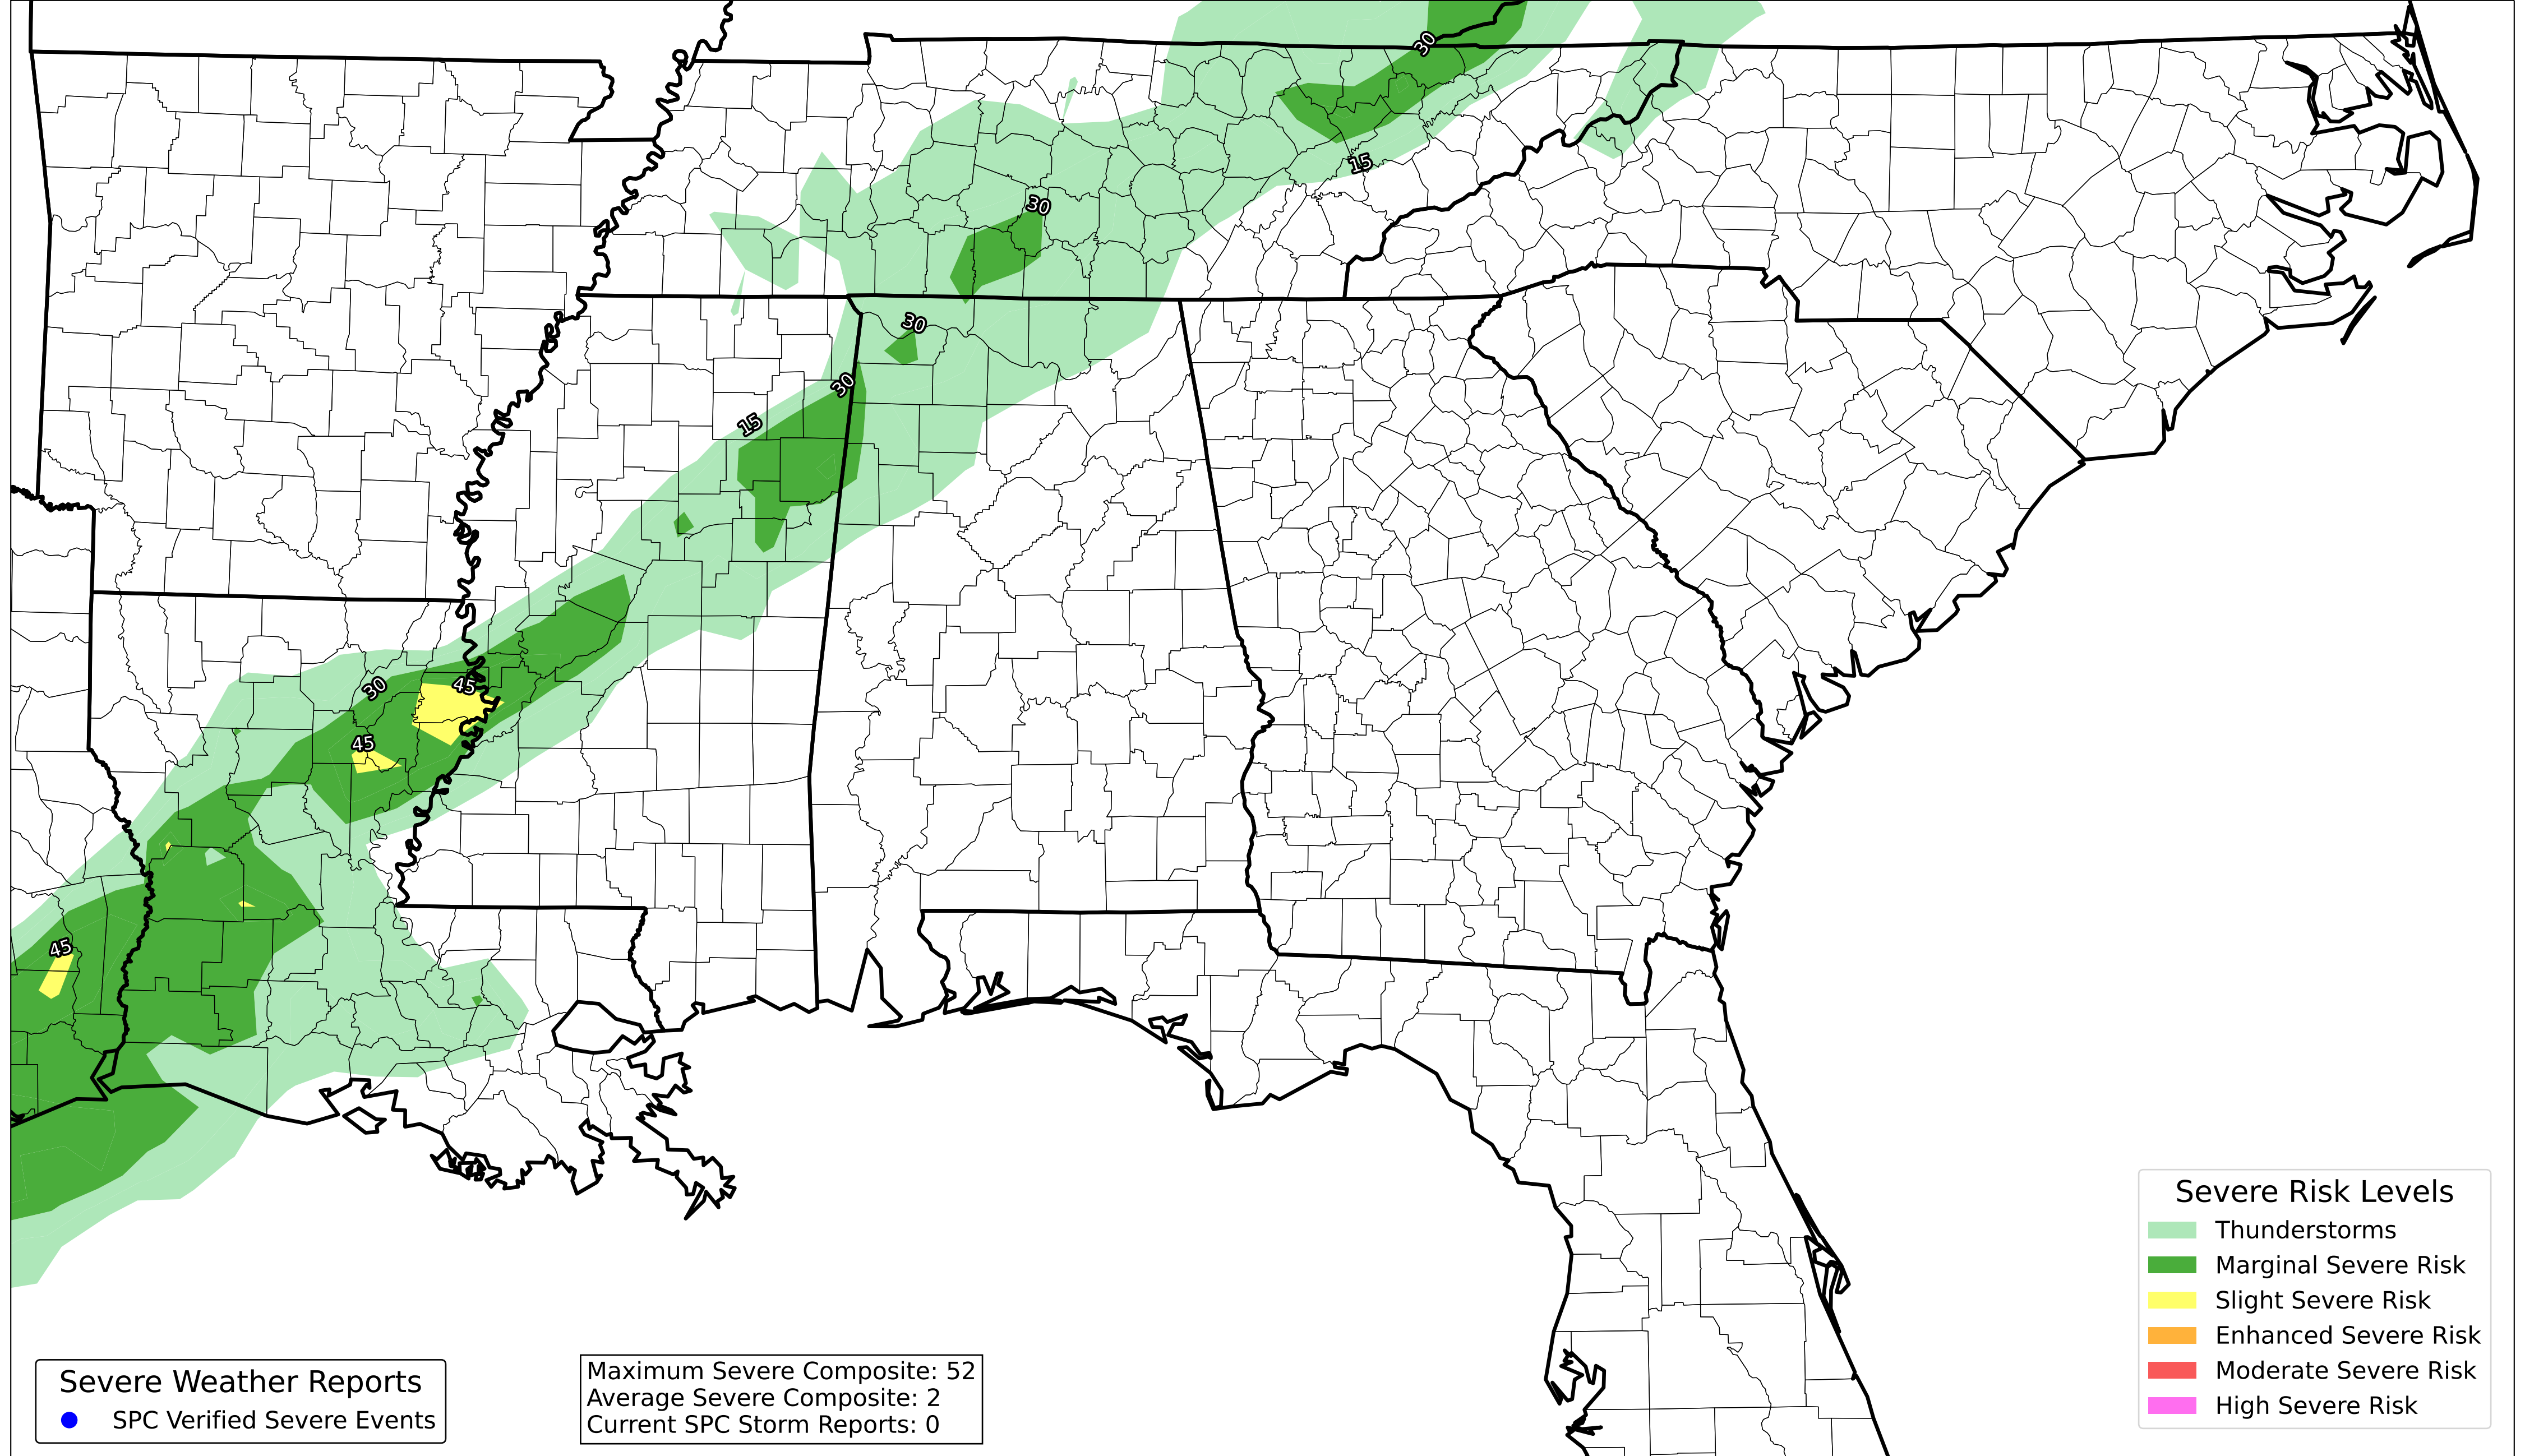 30
15
30
30
30
15
30
45
45
45
Severe Risk Levels
Thunderstorms
Marginal Severe Risk
Slight Severe Risk
Enhanced Severe Risk
Moderate Severe Risk
High Severe Risk
Severe Weather Reports
SPC Verified Severe Events
Maximum Severe Composite: 52
Average Severe Composite: 2
Current SPC Storm Reports: 0